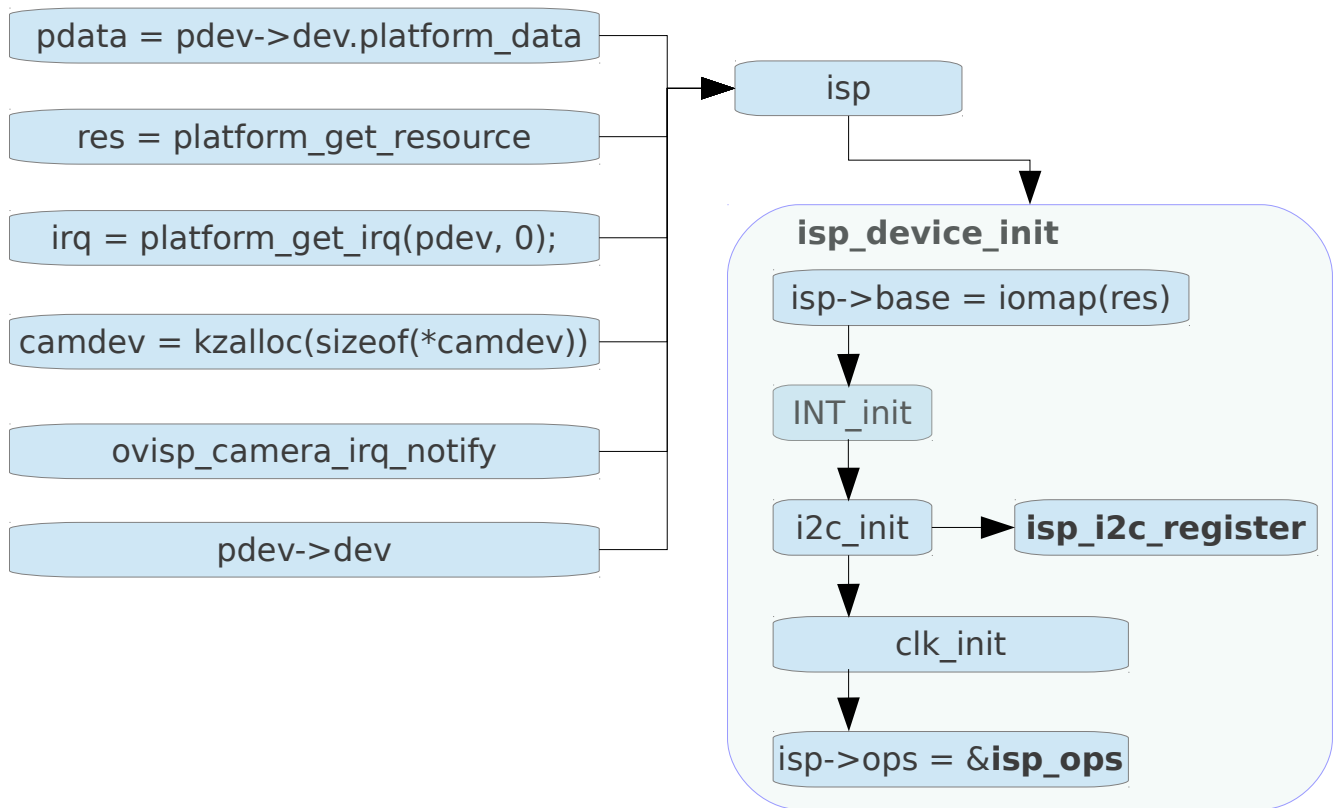 pdata = pdev->dev.platform_data
res = platform_get_resource
irq = platform_get_irq(pdev, 0);
camdev = kzalloc(sizeof(*camdev))
ovisp_camera_irq_notify
pdev->dev
isp
isp_device_init
isp->base = iomap(res)
INT_init
i2c_init
isp_i2c_register
clk_init
isp->ops = &isp_ops